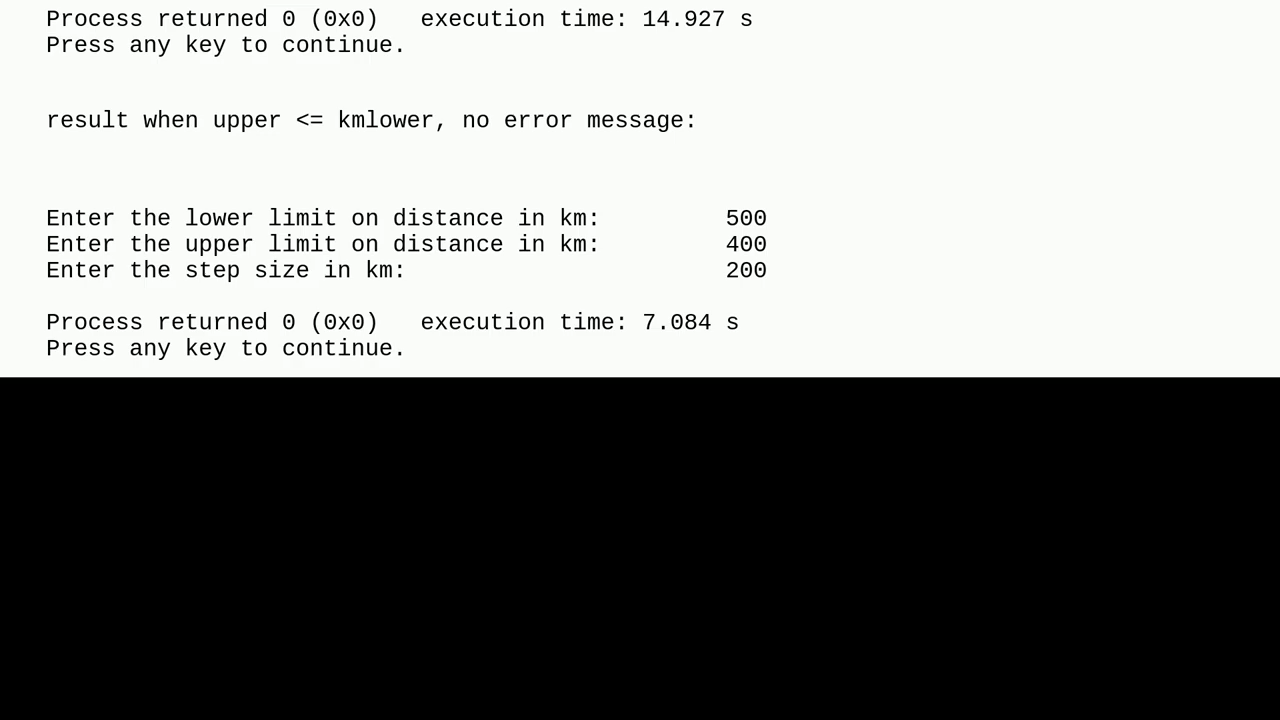 Process returned 0 (0x0)   execution time: 14.927 s
Press any key to continue.
result when upper <= kmlower, no error message:
Enter the lower limit on distance in km:         500
Enter the upper limit on distance in km:         400
Enter the step size in km:                       200
Process returned 0 (0x0)   execution time: 7.084 s
Press any key to continue.